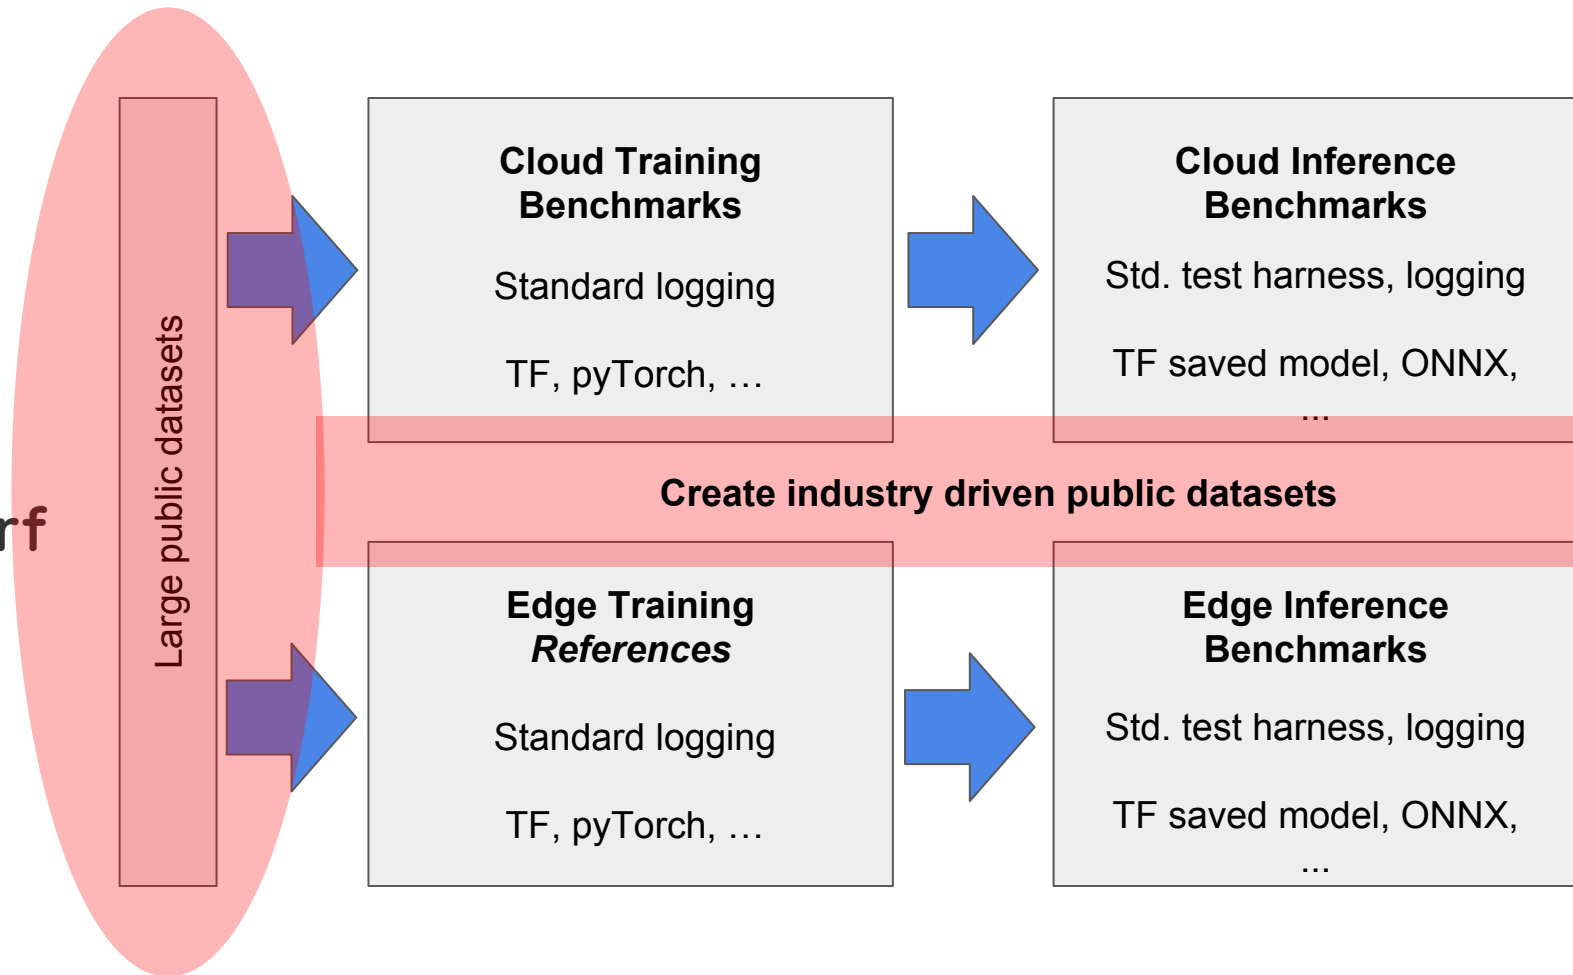 rf
Large public datasets
Cloud Training
Benchmarks
Standard logging
TF, pyTorch, …
Cloud Inference
Benchmarks
Std. test harness, logging
TF saved model, ONNX,
...
Create industry driven public datasets
Edge Training
References
Standard logging
TF, pyTorch, …
Edge Inference
Benchmarks
Std. test harness, logging
TF saved model, ONNX,
...